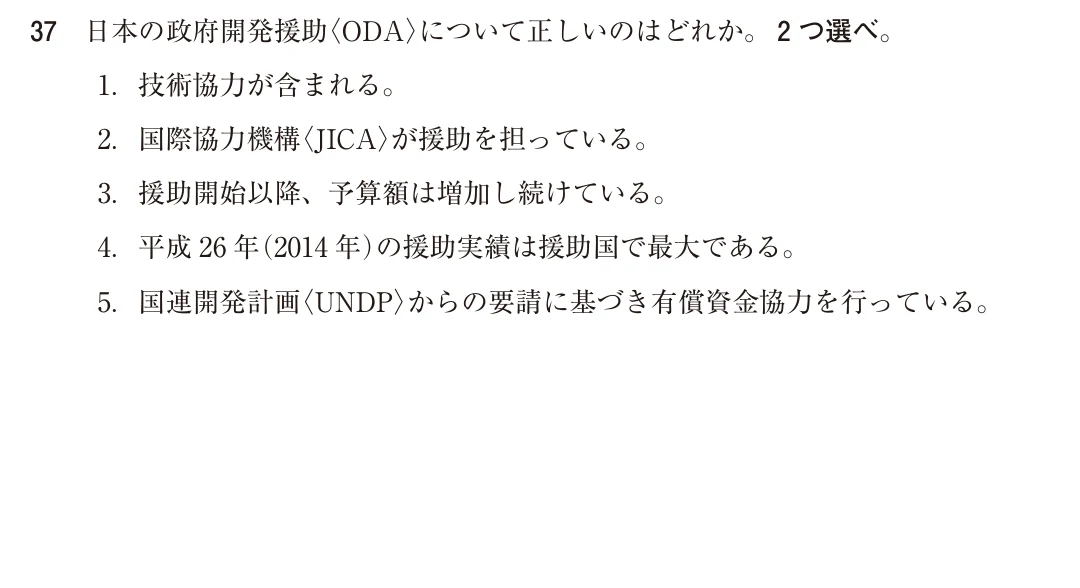 37 日本の政府開発援助〈ODA〉について正しいのはどれか。2つ選べ。
1. 技術協力が含まれる。
2. 国際協力機構〈JICA〉が援助を担っている。
3. 援助開始以降、予算額は増加し続けている。
4. 平成26年(2014年)の援助実績は援助国で最大である。
5. 国連開発計画〈UNDP〉からの要請に基づき有償資金協力を行っている。